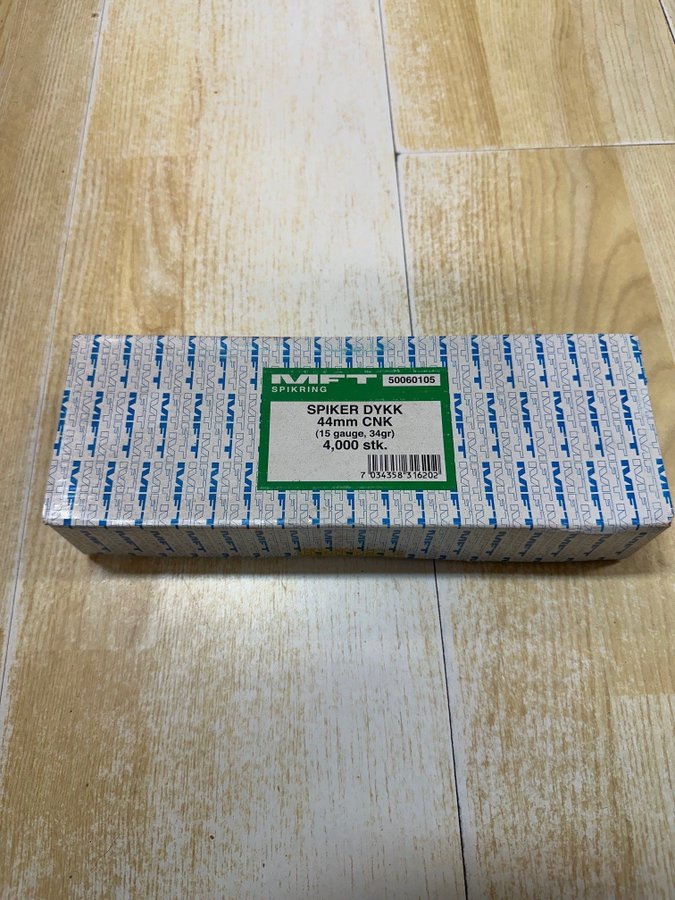 MFT
50060105
SPIKRING
SPIKER DYKK
44mm CNK
(15 gauge, 34gr)
4,000 stk.
7 034358 316202